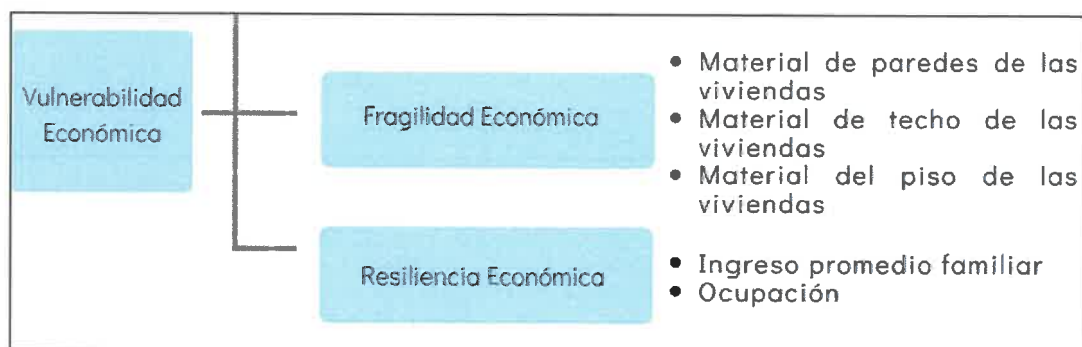 Vulnerabilidad
Económica
Fragilidad Económica
• Material de paredes de las
viviendas
• Material de techo de las
viviendas
• Material del piso de las
viviendas
Resiliencia Económica
• Ingreso promedio familiar
• Ocupación